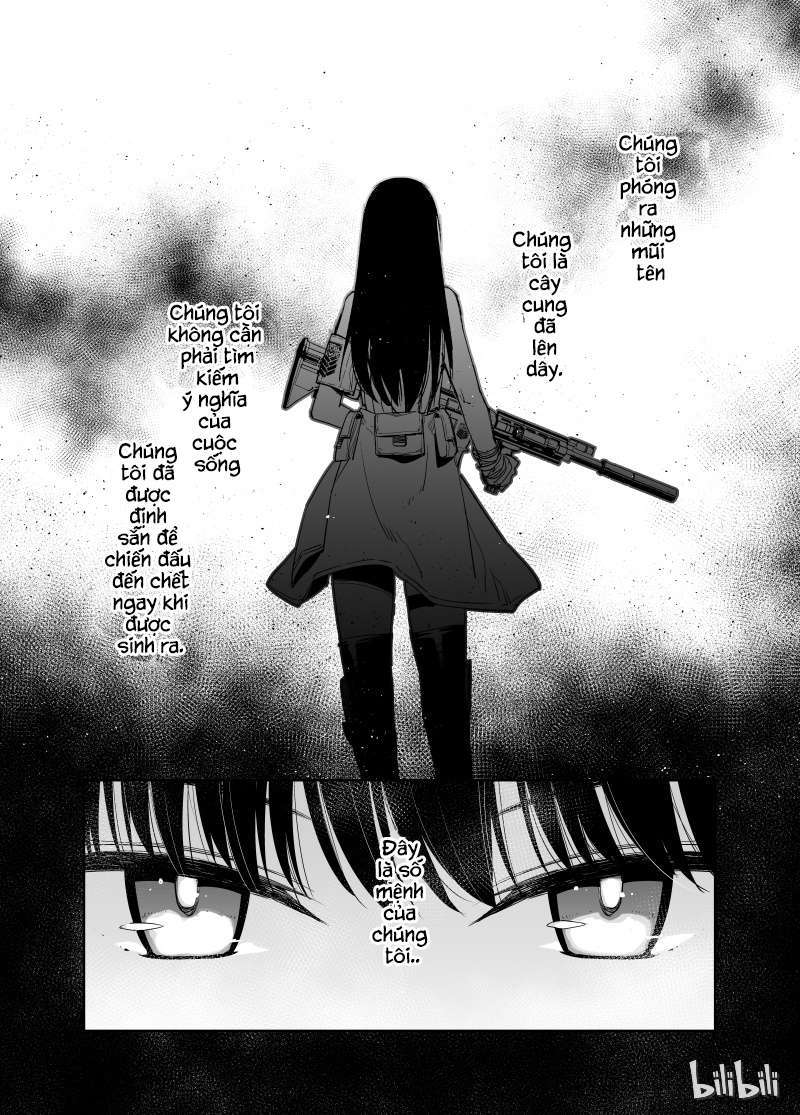 Chúng
tôi
phóng
ra
những
mũi
tên
Chúng
tôi là
cây
cung
đã
lên
dây.
Chúng tôi
không cần
phải tìm
kiếm
ý nghĩa
của
cuộc
sống
Chúng
tôi đã
được
định
sẵn để
chiến đấu
đến chết
ngay khi
được
sinh ra.
Đây
là số
mệnh
của
chúng
tôi..
bilibili